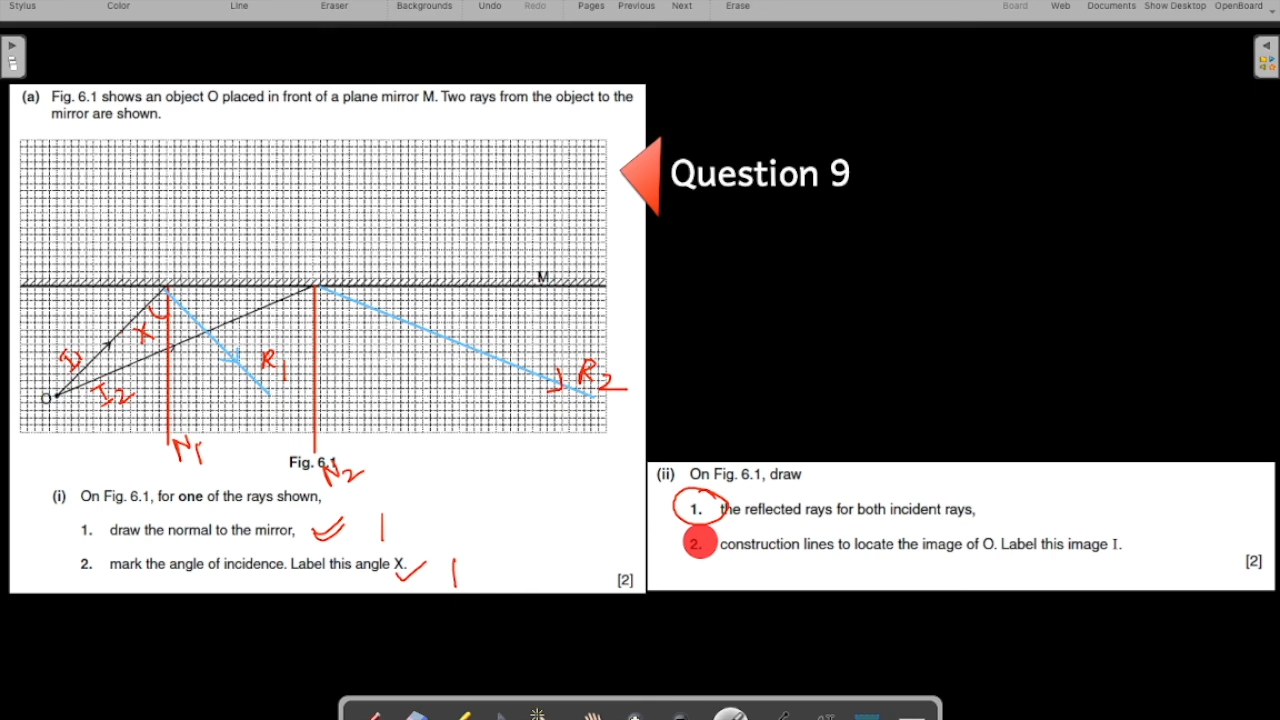 Stylus Color Line Eraser Backgrounds Undo Redo Pages Previous Next Erase Board Web Documents Show Desktop OpenBoard
(a) Fig. 6.1 shows an object O placed in front of a plane mirror M. Two rays from the object to the
mirror are shown.
Question 9
M
X
I
R1
R2
I2
O
N1
N2
Fig. 6.1
(i) On Fig. 6.1, for one of the rays shown,
1. draw the normal to the mirror, 1
2. mark the angle of incidence. Label this angle X. 1
[2]
(ii) On Fig. 6.1, draw
1. the reflected rays for both incident rays,
2. construction lines to locate the image of O. Label this image I.
[2]